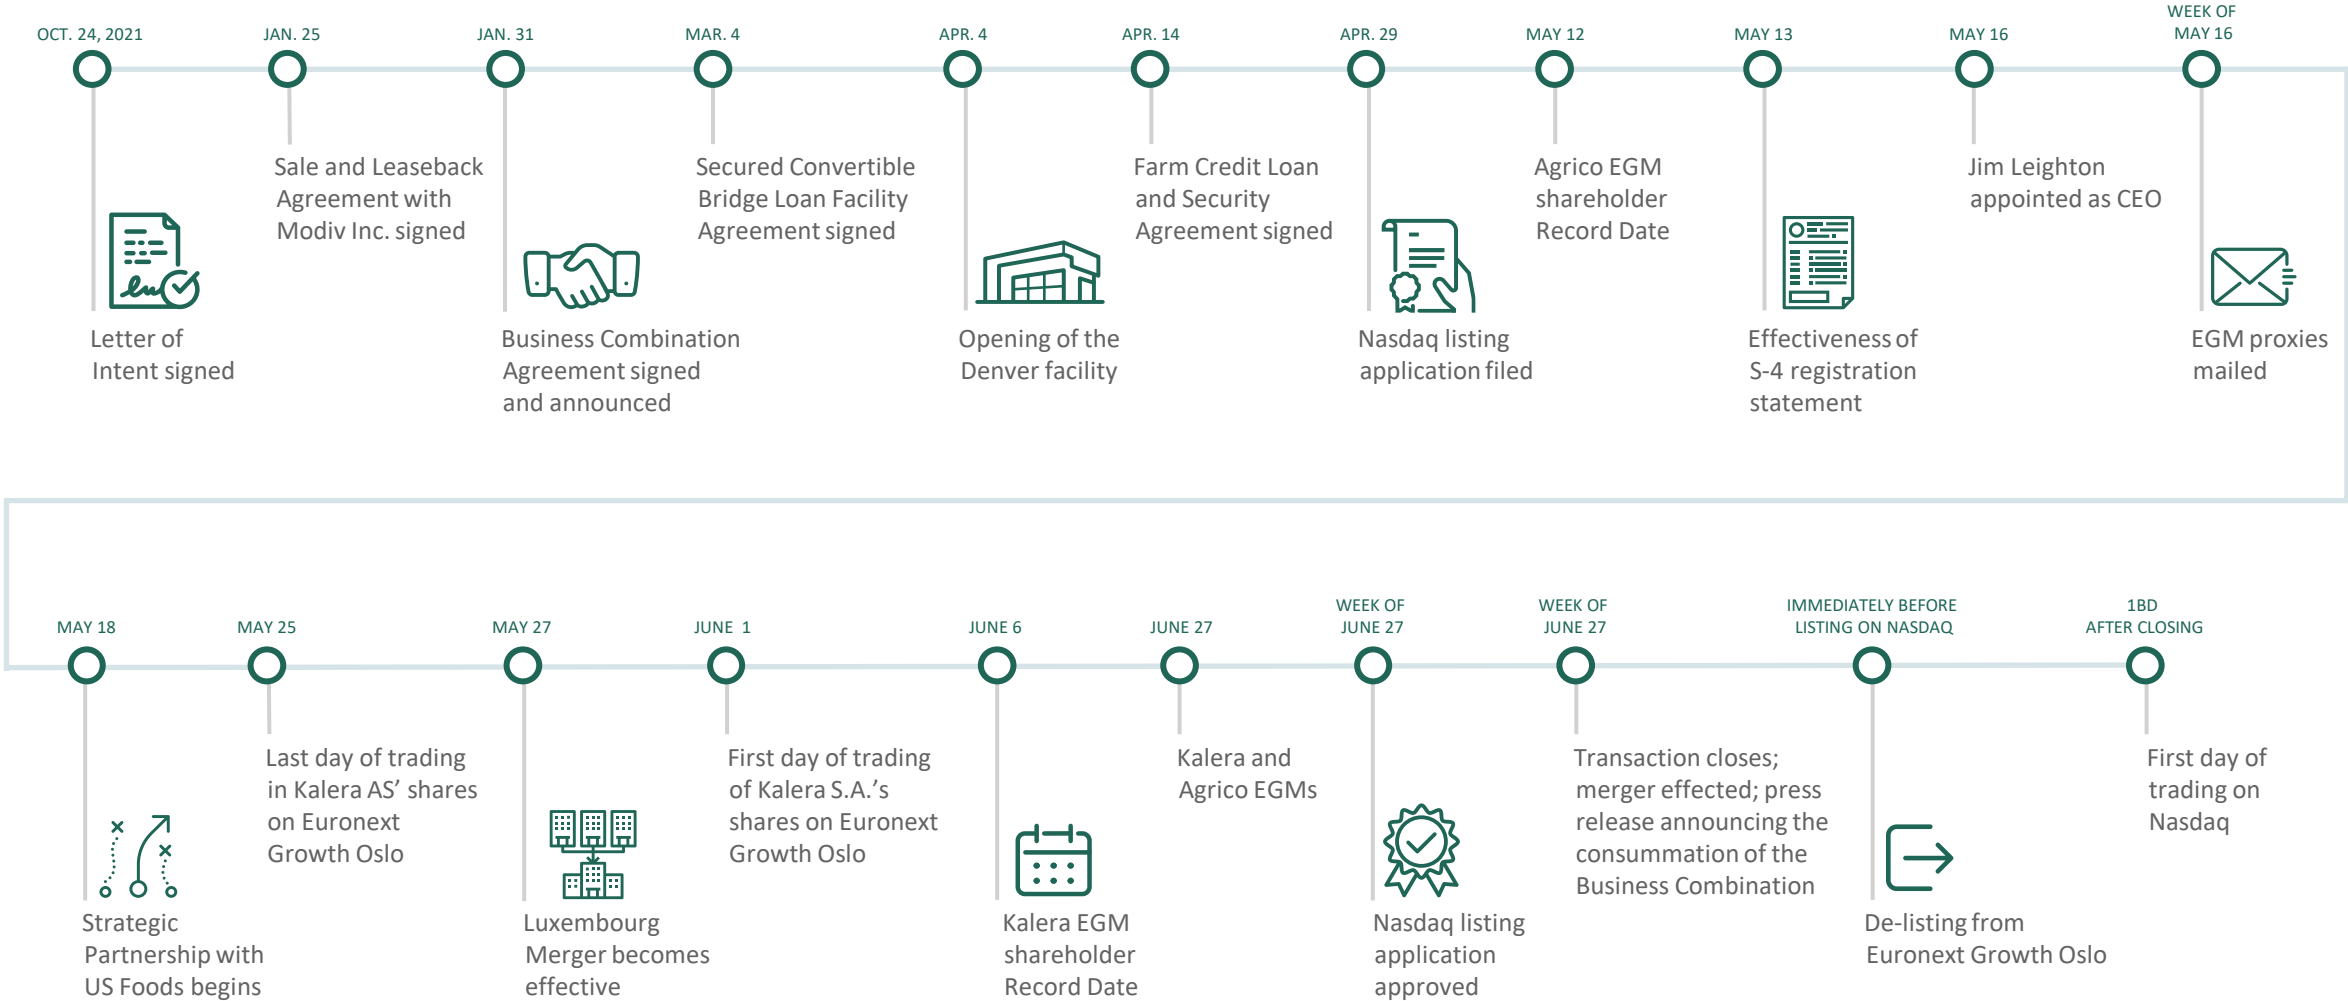 OCT. 24, 2021
Letter of
Intent signed
JAN. 25
Sale and Leaseback
Agreement with
Modiv Inc. signed
JAN. 31
Business Combination
Agreement signed
and announced
MAR. 4
Secured Convertible
Bridge Loan Facility
Agreement signed
APR. 4
Opening of the
Denver facility
APR. 14
Farm Credit Loan
and Security
Agreement signed
APR. 29
Nasdaq listing
application filed
MAY 12
Agrico EGM
shareholder
Record Date
MAY 13
Effectiveness of
S-4 registration
statement
MAY 16
Jim Leighton
appointed as CEO
WEEK OF
MAY 16
EGM proxies
mailed
MAY 18
Strategic
Partnership with
US Foods begins
MAY 25
Last day of trading
in Kalera AS’ shares
on Euronext
Growth Oslo
MAY 27
Luxembourg
Merger becomes
effective
JUNE 1
First day of trading
of Kalera S.A.'s
shares on Euronext
Growth Oslo
JUNE 6
Kalera EGM
shareholder
Record Date
JUNE 27
Kalera and
Agrico EGMs
WEEK OF
JUNE 27
Nasdaq listing
application
approved
WEEK OF
JUNE 27
Transaction closes;
merger effected; press
release announcing the
consummation of the
Business Combination
IMMEDIATELY BEFORE
LISTING ON NASDAQ
De-listing from
Euronext Growth Oslo
1BD
AFTER CLOSING
First day of
trading on
Nasdaq